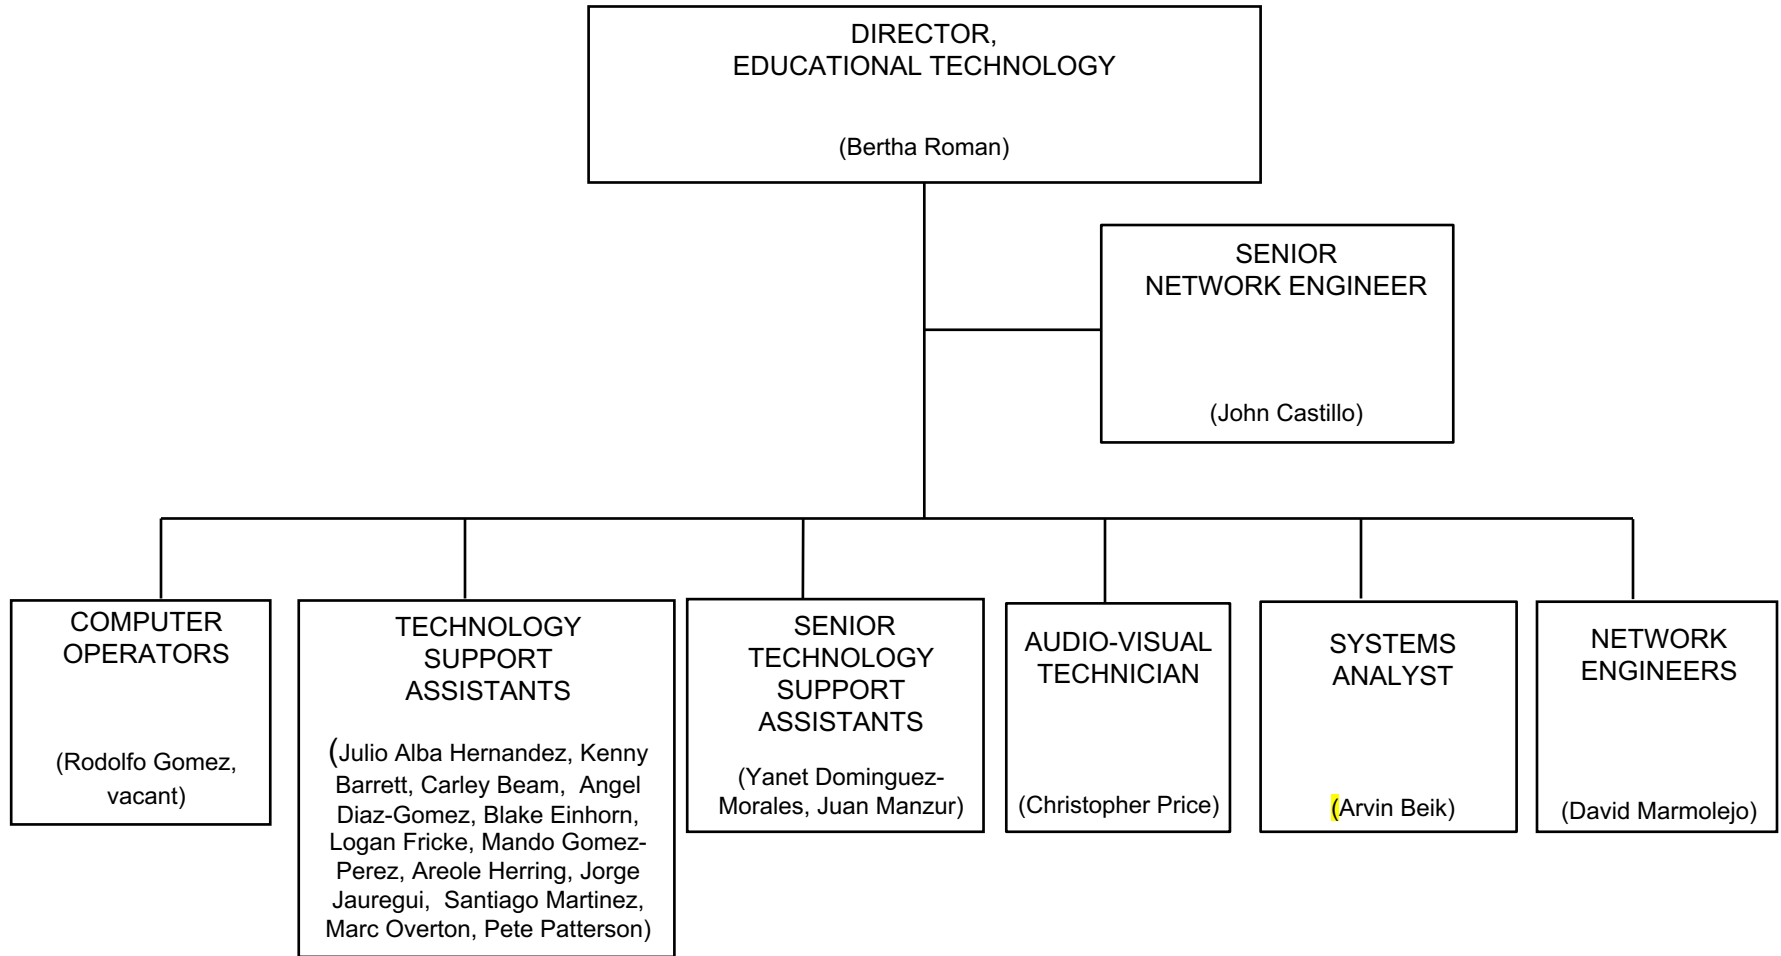 DIRECTOR,
EDUCATIONAL TECHNOLOGY
(Bertha Roman)
SENIOR
NETWORK ENGINEER
(John Castillo)
COMPUTER
OPERATORS
(Rodolfo Gomez,
vacant)
TECHNOLOGY
SUPPORT
ASSISTANTS
(Julio Alba Hernandez, Kenny
Barrett, Carley Beam, Angel
Diaz-Gomez, Blake Einhorn,
Logan Fricke, Mando Gomez-
Perez, Areole Herring, Jorge
Jauregui, Santiago Martinez,
Marc Overton, Pete Patterson)
SENIOR
TECHNOLOGY
SUPPORT
ASSISTANTS
(Yanet Dominguez-
Morales, Juan Manzur)
AUDIO-VISUAL
TECHNICIAN
(Christopher Price)
SYSTEMS
ANALYST
(Arvin Beik)
NETWORK
ENGINEERS
(David Marmolejo)